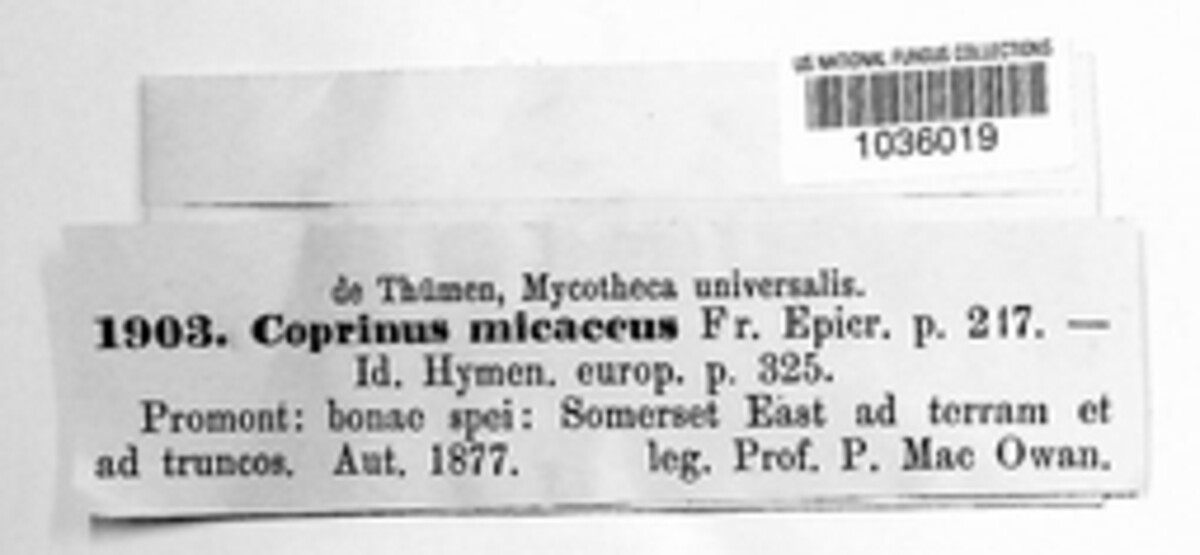 US NATIONAL FUNGUS COLLECTIONS
1036019
de Thümen, Mycotheca universalis.
1903. Coprinus micaceus Fr. Epicr. p. 247. —
Id. Hymen. europ. p. 325.
Promont: bonae spei: Somerset East ad terram et
ad truncos. Aut. 1877. leg. Prof. P. Mac Owan.